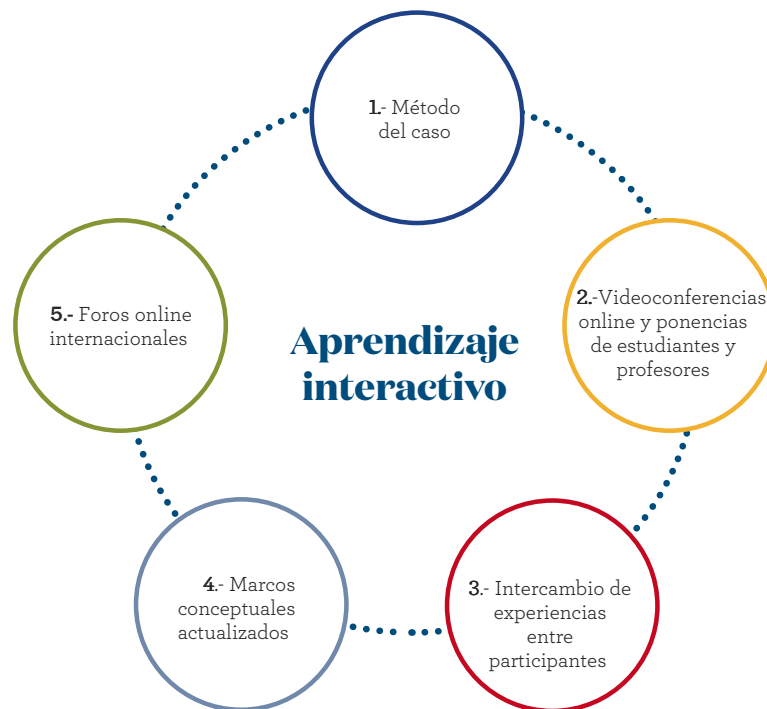 1.- Método
del caso
2.-Videoconferencias
online y ponencias
de estudiantes y
profesores
3.- Intercambio de
experiencias
entre
participantes
4.- Marcos
conceptuales
actualizados
5.- Foros online
internacionales
Aprendizaje
interactivo